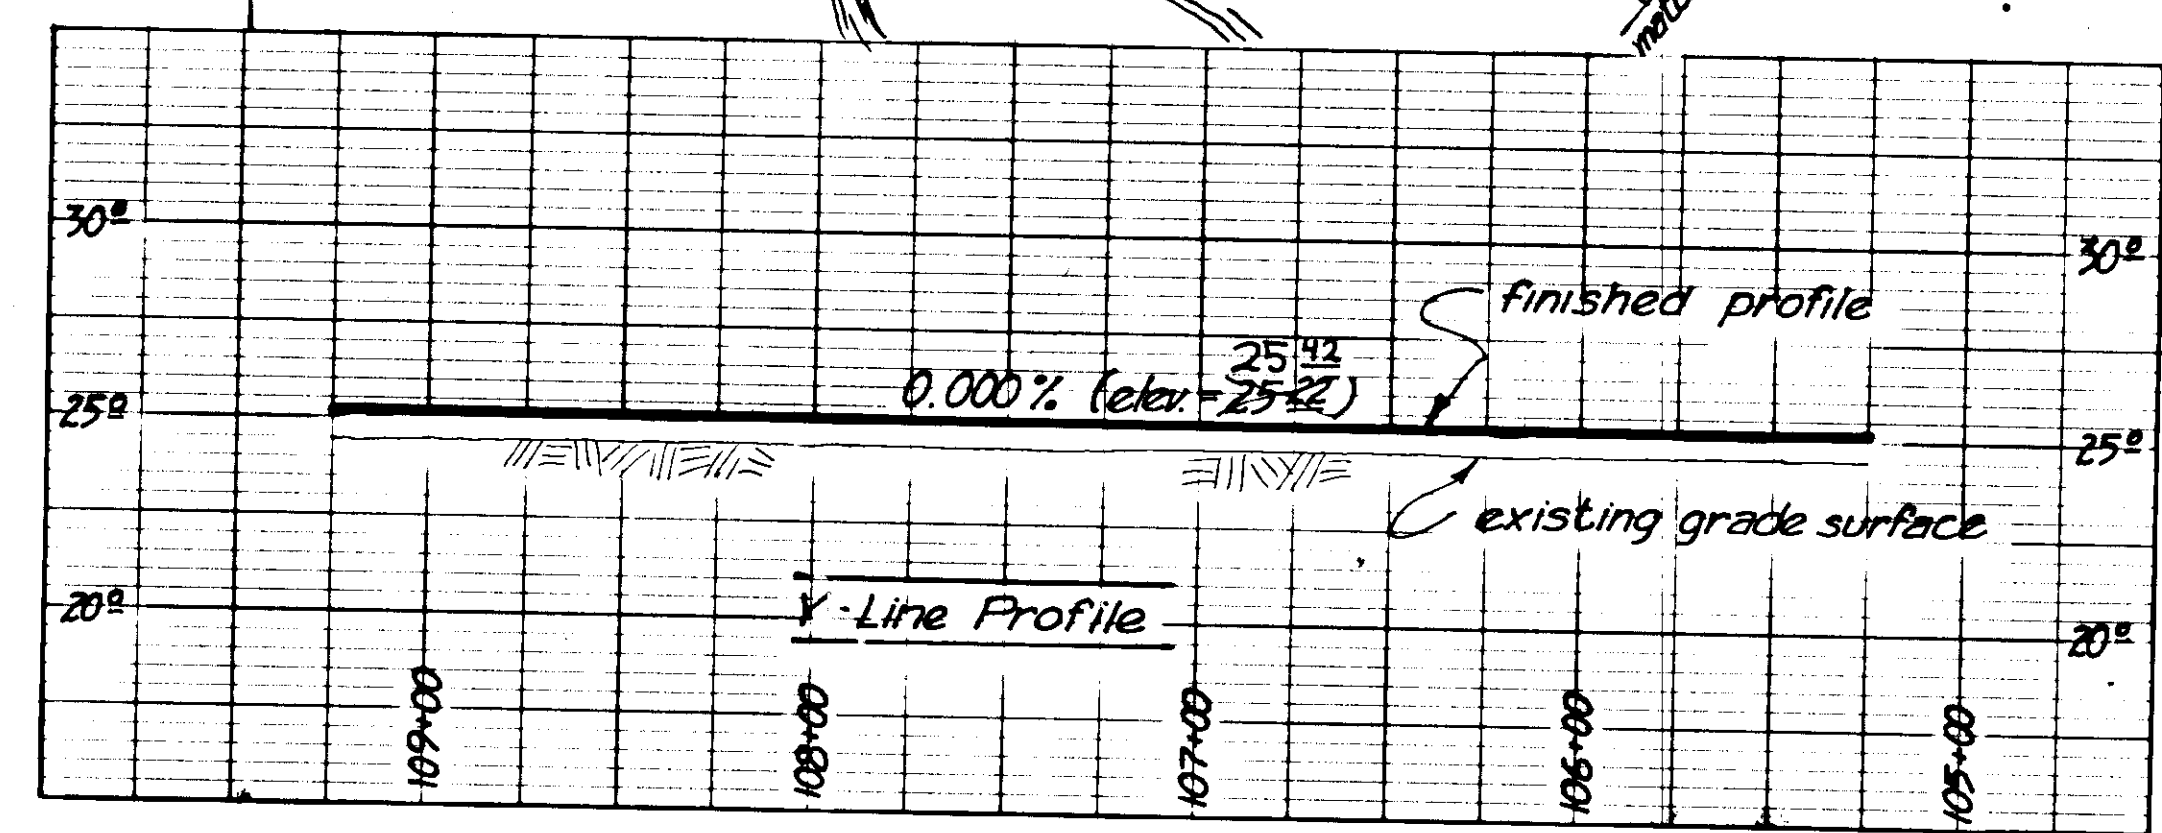 30º
30º
finished profile
25 42
0.000% (elev. = 25 22)
25º
25º
existing grade surface
20º
Y-Line Profile
20º
109+00
108+00
107+00
106+00
105+00